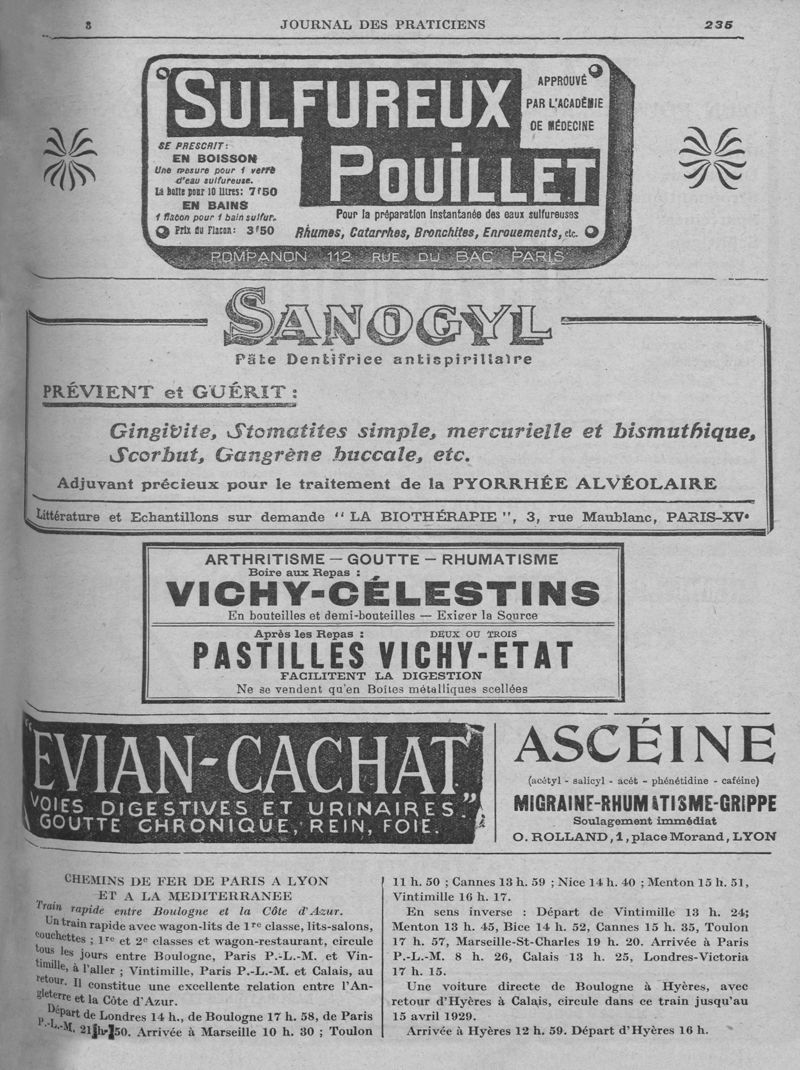 8 JOURNAL DES PRATICIENS 235
SULFUREUX
POUILLET
APPROUVÉ
PAR L'ACADÉMIE
DE MÉDECINE
SE PRESCRIT:
EN BOISSON
Une mesure pour 1 verre
d'eau sulfureuse.
La boîte pour 10 litres: 7f50
EN BAINS
1 flacon pour 1 bain sulfur.
Prix du Flacon: 3f50
Pour la préparation instantanée des eaux sulfureuses
Rhumes, Catarrhes, Bronchites, Enrouements, etc.
POMPANON 112 RUE DU BAC PARIS
SANOGYL
Pâte Dentifrice antispirillaire
PRÉVIENT et GUÉRIT :
Gingivite, Stomatites simple, mercurielle et bismuthique,
Scorbut, Gangrène buccale, etc.
Adjuvant précieux pour le traitement de la PYORRHÉE ALVÉOLAIRE
Littérature et Echantillons sur demande "LA BIOTHÉRAPIE", 3, rue Maublanc, PARIS-XVe
ARTHRITISME — GOUTTE — RHUMATISME
Boire aux Repas :
VICHY-CÉLESTINS
En bouteilles et demi-bouteilles — Exiger la Source
Après les Repas : DEUX OU TROIS
PASTILLES VICHY-ETAT
FACILITENT LA DIGESTION
Ne se vendent qu'en Boîtes métalliques scellées
"EVIAN-CACHAT"
VOIES DIGESTIVES ET URINAIRES.
GOUTTE CHRONIQUE, REIN, FOIE.
ASCÉINE
(acétyl - salicyl - acét - phénétidine - caféine)
MIGRAINE-RHUMATISME-GRIPPE
Soulagement immédiat
O. ROLLAND, 1, place Morand, LYON
CHEMINS DE FER DE PARIS A LYON
ET A LA MEDITERRANEE
Train rapide entre Boulogne et la Côte d'Azur.
Un train rapide avec wagon-lits de 1re classe, lits-salons,
couchettes ; 1re et 2e classes et wagon-restaurant, circule
tous les jours entre Boulogne, Paris P.-L.-M. et Vin-
timille, à l'aller ; Vintimille, Paris P.-L.-M. et Calais, au
retour. Il constitue une excellente relation entre l'An-
gleterre et la Côte d'Azur.
Départ de Londres 14 h., de Boulogne 17 h. 58, de Paris
P.-L.-M. 21 h. 50. Arrivée à Marseille 10 h. 30 ; Toulon
11 h. 50 ; Cannes 13 h. 59 ; Nice 14 h. 40 ; Menton 15 h. 51,
Vintimille 16 h. 17.
En sens inverse : Départ de Vintimille 13 h. 24;
Menton 13 h. 45, Bice 14 h. 52, Cannes 15 h. 35, Toulon
17 h. 57, Marseille-St-Charles 19 h. 20. Arrivée à Paris
P.-L.-M. 8 h. 26, Calais 13 h. 25, Londres-Victoria
17 h. 15.
Une voiture directe de Boulogne à Hyères, avec
retour d'Hyères à Calais, circule dans ce train jusqu'au
15 avril 1929.
Arrivée à Hyères 12 h. 59. Départ d'Hyères 16 h.